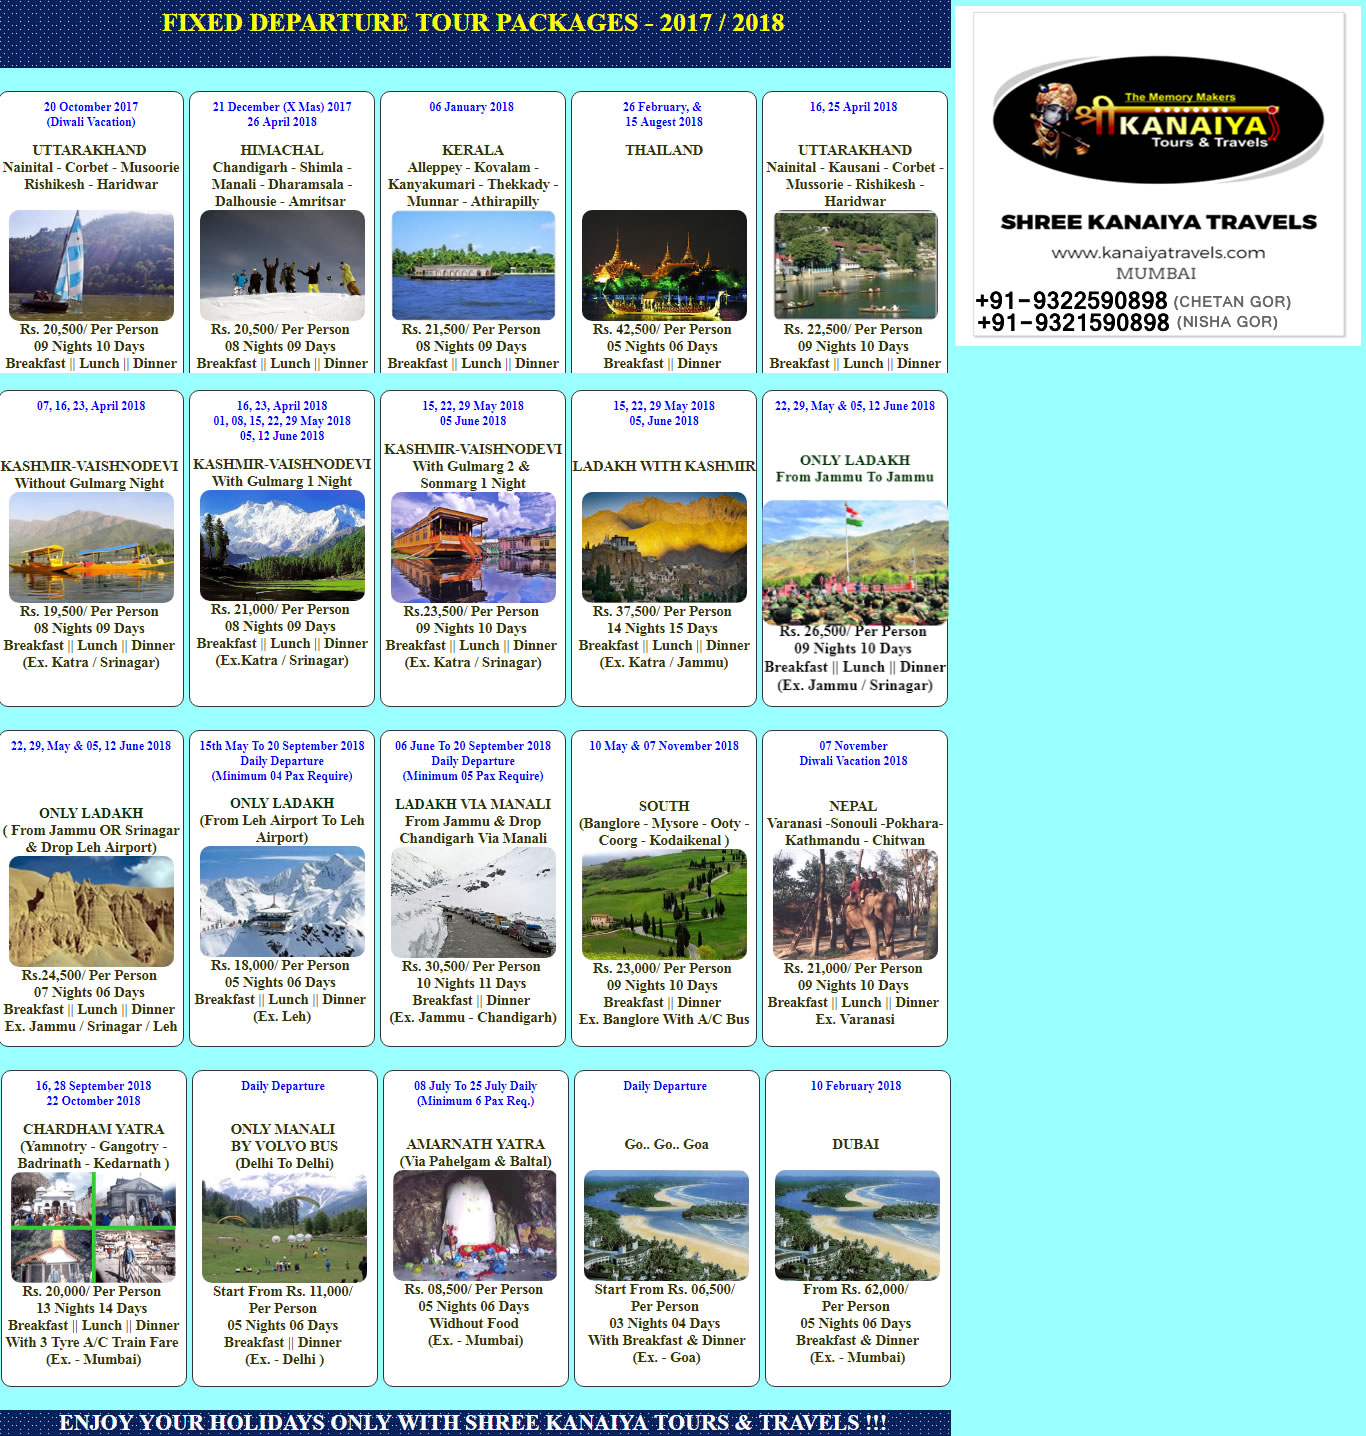 FIXED DEPARTURE TOUR PACKAGES - 2017 / 2018
The Memory Makers
श्री KANAIYA
Tours & Travels
SHREE KANAIYA TRAVELS
www.kanaiyatravels.com
MUMBAI
+91-9322590898 (CHETAN GOR)
+91-9321590898 (NISHA GOR)
20 Octomber 2017
(Diwali Vacation)
UTTARAKHAND
Nainital - Corbet - Musoorie
Rishikesh - Haridwar
Rs. 20,500/ Per Person
09 Nights 10 Days
Breakfast || Lunch || Dinner
21 December (X Mas) 2017
26 April 2018
HIMACHAL
Chandigarh - Shimla -
Manali - Dharamsala -
Dalhousie - Amritsar
Rs. 20,500/ Per Person
08 Nights 09 Days
Breakfast || Lunch || Dinner
06 January 2018
KERALA
Alleppey - Kovalam -
Kanyakumari - Thekkady -
Munnar - Athirapilly
Rs. 21,500/ Per Person
08 Nights 09 Days
Breakfast || Lunch || Dinner
26 February, &
15 Augest 2018
THAILAND
Rs. 42,500/ Per Person
05 Nights 06 Days
Breakfast || Dinner
16, 25 April 2018
UTTARAKHAND
Nainital - Kausani - Corbet -
Mussorie - Rishikesh -
Haridwar
Rs. 22,500/ Per Person
09 Nights 10 Days
Breakfast || Lunch || Dinner
07, 16, 23, April 2018
KASHMIR-VAISHNODEVI
Without Gulmarg Night
Rs. 19,500/ Per Person
08 Nights 09 Days
Breakfast || Lunch || Dinner
(Ex. Katra / Srinagar)
16, 23, April 2018
01, 08, 15, 22, 29 May 2018
05, 12 June 2018
KASHMIR-VAISHNODEVI
With Gulmarg 1 Night
Rs. 21,000/ Per Person
08 Nights 09 Days
Breakfast || Lunch || Dinner
(Ex.Katra / Srinagar)
15, 22, 29 May 2018
05 June 2018
KASHMIR-VAISHNODEVI
With Gulmarg 2 &
Sonmarg 1 Night
Rs.23,500/ Per Person
09 Nights 10 Days
Breakfast || Lunch || Dinner
(Ex. Katra / Srinagar)
15, 22, 29 May 2018
05, June 2018
LADAKH WITH KASHMIR
Rs. 37,500/ Per Person
14 Nights 15 Days
Breakfast || Lunch || Dinner
(Ex. Katra / Jammu)
22, 29, May & 05, 12 June 2018
ONLY LADAKH
From Jammu To Jammu
Rs. 26,500/ Per Person
09 Nights 10 Days
Breakfast || Lunch || Dinner
(Ex. Jammu / Srinagar)
22, 29, May & 05, 12 June 2018
ONLY LADAKH
( From Jammu OR Srinagar
& Drop Leh Airport)
Rs.24,500/ Per Person
07 Nights 06 Days
Breakfast || Lunch || Dinner
Ex. Jammu / Srinagar / Leh
15th May To 20 September 2018
Daily Departure
(Minimum 04 Pax Require)
ONLY LADAKH
(From Leh Airport To Leh
Airport)
Rs. 18,000/ Per Person
05 Nights 06 Days
Breakfast || Lunch || Dinner
(Ex. Leh)
06 June To 20 September 2018
Daily Departure
(Minimum 05 Pax Require)
LADAKH VIA MANALI
From Jammu & Drop
Chandigarh Via Manali
Rs. 30,500/ Per Person
10 Nights 11 Days
Breakfast || Dinner
(Ex. Jammu - Chandigarh)
10 May & 07 November 2018
SOUTH
(Banglore - Mysore - Ooty -
Coorg - Kodaikenal )
Rs. 23,000/ Per Person
09 Nights 10 Days
Breakfast || Dinner
Ex. Banglore With A/C Bus
07 November
Diwali Vacation 2018
NEPAL
Varanasi -Sonouli -Pokhara-
Kathmandu - Chitwan
Rs. 21,000/ Per Person
09 Nights 10 Days
Breakfast || Lunch || Dinner
Ex. Varanasi
16, 28 September 2018
22 Octomber 2018
CHARDHAM YATRA
(Yamnotry - Gangotry -
Badrinath - Kedarnath )
Rs. 20,000/ Per Person
13 Nights 14 Days
Breakfast || Lunch || Dinner
With 3 Tyre A/C Train Fare
(Ex. - Mumbai)
Daily Departure
ONLY MANALI
BY VOLVO BUS
(Delhi To Delhi)
Start From Rs. 11,000/
Per Person
05 Nights 06 Days
Breakfast || Dinner
(Ex. - Delhi )
08 July To 25 July Daily
(Minimum 6 Pax Req.)
AMARNATH YATRA
(Via Pahelgam & Baltal)
Rs. 08,500/ Per Person
05 Nights 06 Days
Widhout Food
(Ex. - Mumbai)
Daily Departure
Go.. Go.. Goa
Start From Rs. 06,500/
Per Person
03 Nights 04 Days
With Breakfast & Dinner
(Ex. - Goa)
10 February 2018
DUBAI
From Rs. 62,000/
Per Person
05 Nights 06 Days
Breakfast & Dinner
(Ex. - Mumbai)
ENJOY YOUR HOLIDAYS ONLY WITH SHREE KANAIYA TOURS & TRAVELS !!!